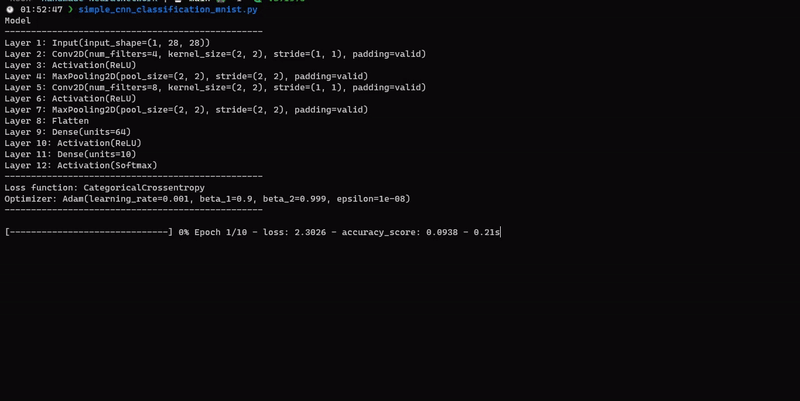 01:52:47 ❯ simple_cnn_classification_mnist.py
Model
-------------------------------------------------
Layer 1: Input(input_shape=(1, 28, 28))
Layer 2: Conv2D(num_filters=4, kernel_size=(2, 2), stride=(1, 1), padding=valid)
Layer 3: Activation(ReLU)
Layer 4: MaxPooling2D(pool_size=(2, 2), stride=(2, 2), padding=valid)
Layer 5: Conv2D(num_filters=8, kernel_size=(2, 2), stride=(1, 1), padding=valid)
Layer 6: Activation(ReLU)
Layer 7: MaxPooling2D(pool_size=(2, 2), stride=(2, 2), padding=valid)
Layer 8: Flatten
Layer 9: Dense(units=64)
Layer 10: Activation(ReLU)
Layer 11: Dense(units=10)
Layer 12: Activation(Softmax)
-------------------------------------------------
Loss function: CategoricalCrossentropy
Optimizer: Adam(learning_rate=0.001, beta_1=0.9, beta_2=0.999, epsilon=1e-08)
-------------------------------------------------
[------------------------------] 0% Epoch 1/10 - loss: 2.3026 - accuracy_score: 0.0938 - 0.21s